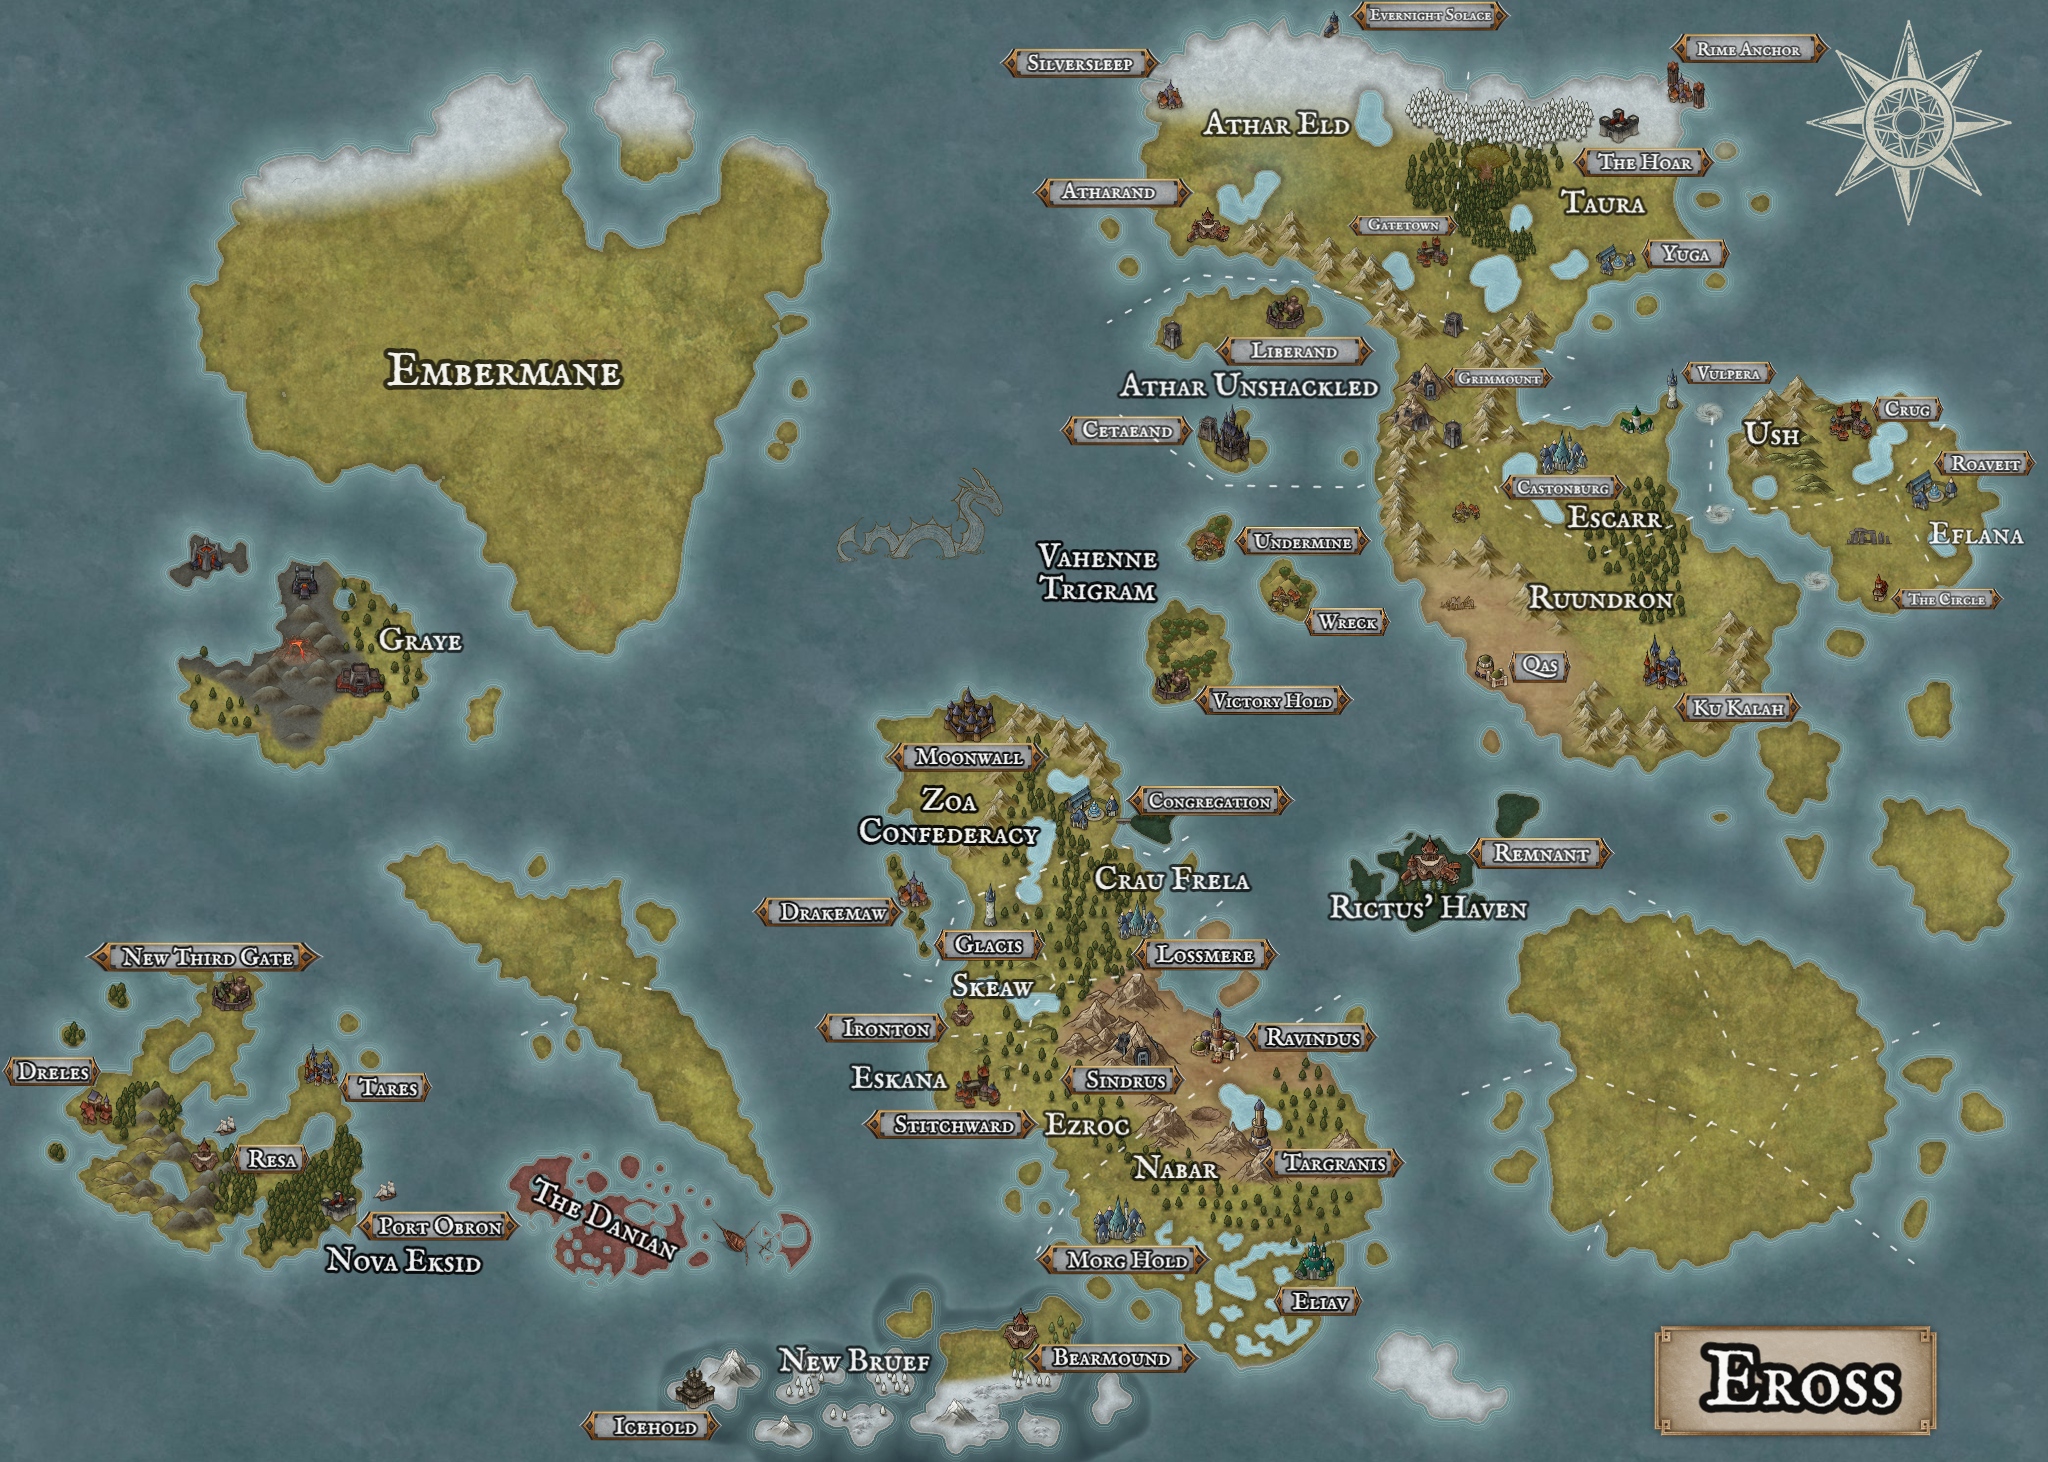 Evernight Solace
Silversleep
Rime Anchor
Athar Eld
The Hoar
Atharand
Taura
Gatetown
Yuga
Liberand
Athar Unshackled
Grimmount
Vulpera
Embermane
Cetaeand
Crug
Ush
Roaveit
Castonburg
Escarr
Eflana
Undermine
Vahenne
Trigram
Ruundron
The Circle
Wreck
Graye
Qas
Victory Hold
Ku Kalah
Moonwall
Zoa
Confederacy
Congregation
Remnant
Crau Frela
Rictus' Haven
Drakemaw
Glacis
Lossmere
New Third Gate
Skeaw
Ironton
Ravindus
Dreles
Tares
Eskana
Sindrus
Stitchward
Ezroc
Resa
Nabar
Targranis
The Danian
Port Obron
Nova Eksid
Morg Hold
Eliav
New Bruef
Bearmound
Icehold
Eross